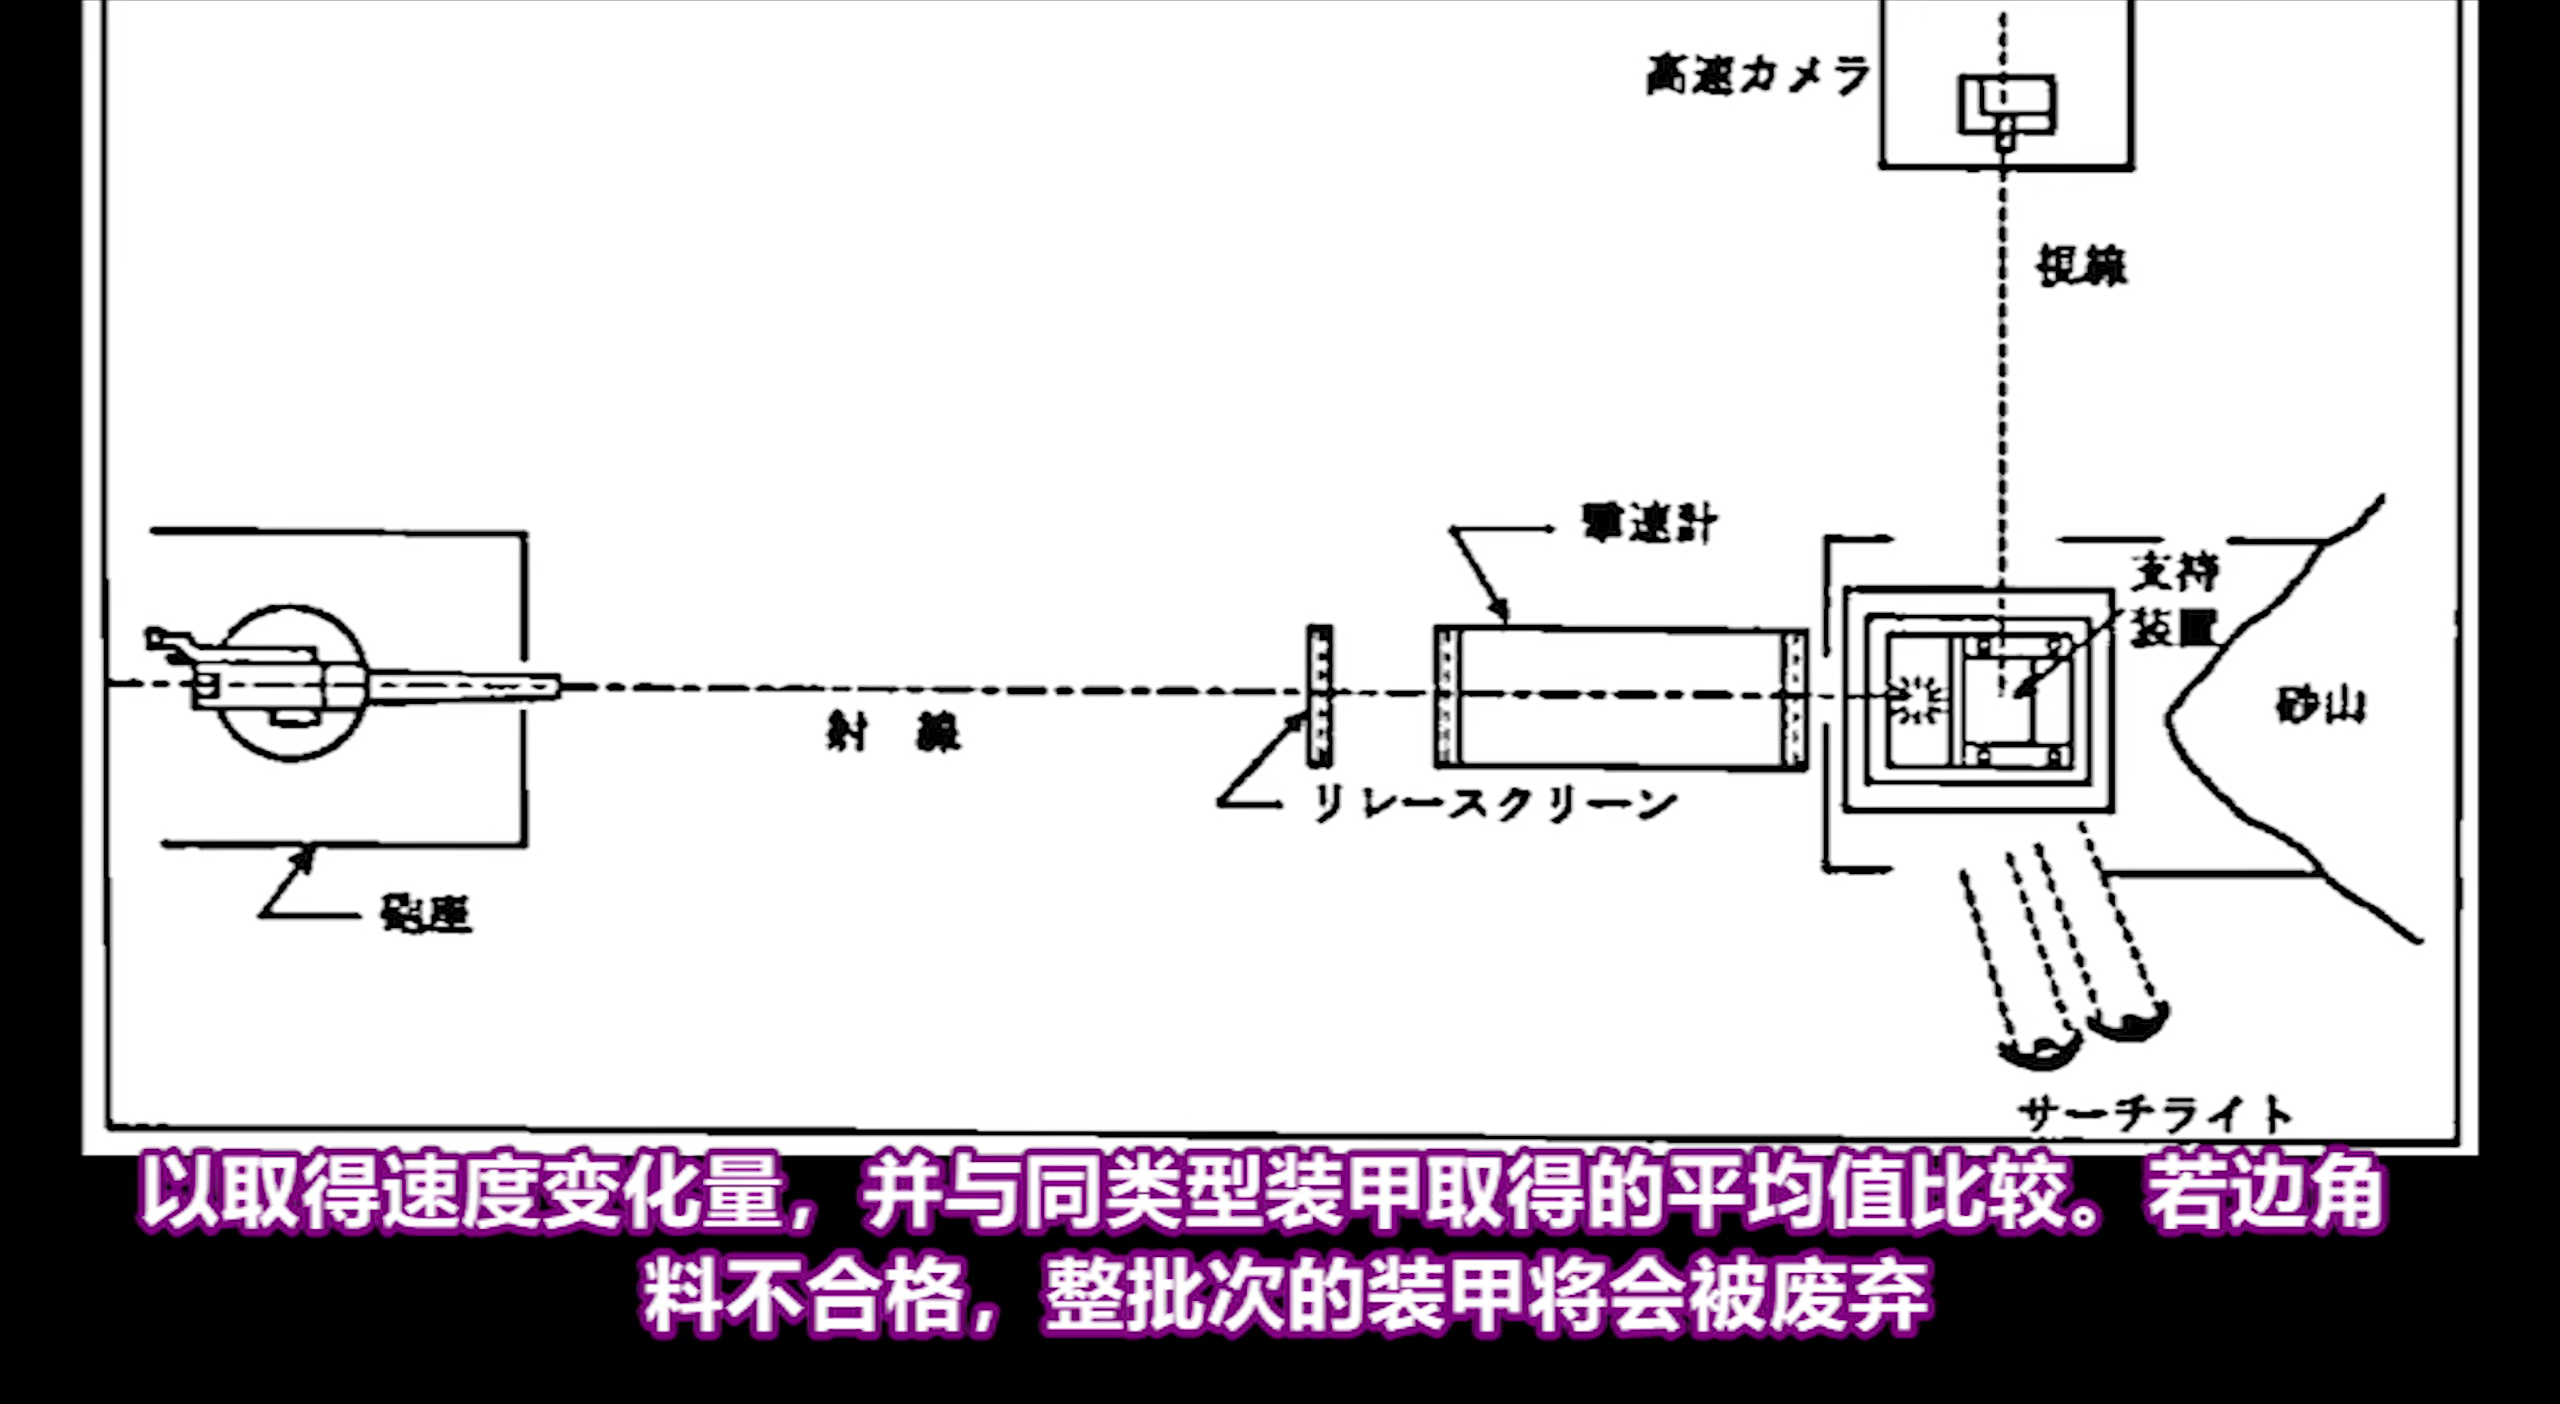 高速カメラ
視線
速計
支持
装置
砂山
射 線
リレースクリーン
砲座
サーチライト
以取得速度变化量，并与同类型装甲取得的平均值比较。若边角
料不合格，整批次的装甲将会被废弃